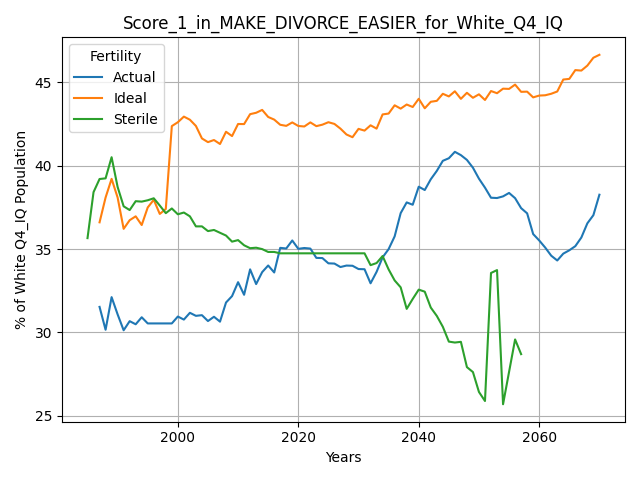 Score_1_in_MAKE_DIVORCE_EASIER_for_White_Q4_IQ
Fertility
Actual
Ideal
Sterile
% of White Q4_IQ Population
45
40
35
30
25
2000
2020
2040
2060
Years